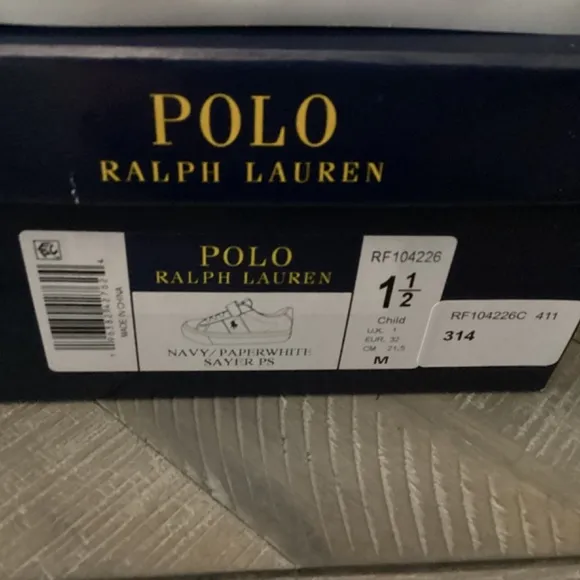 POLO
RALPH LAUREN
MADE IN CHINA
POLO
RALPH LAUREN
NAVY/PAPERWHITE
SAYER PS
RF104226
1 1/2
Child
U.K. 1
EUR. 32
CM 21.5
M
RF104226C 411
314